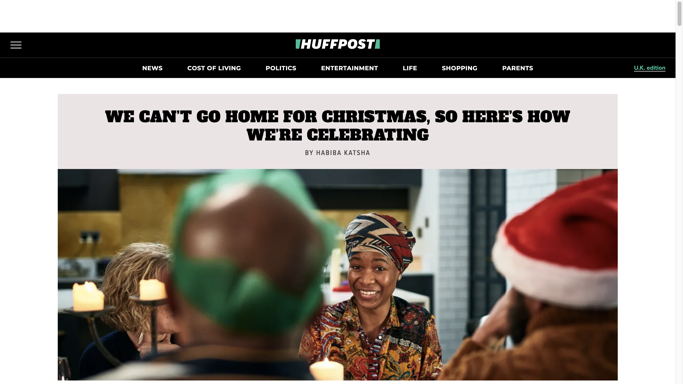 HUFFPOST
NEWS COST OF LIVING POLITICS ENTERTAINMENT LIFE SHOPPING PARENTS U.K. edition
WE CAN'T GO HOME FOR CHRISTMAS, SO HERE'S HOW
WE'RE CELEBRATING
BY HABIBA KATSHA